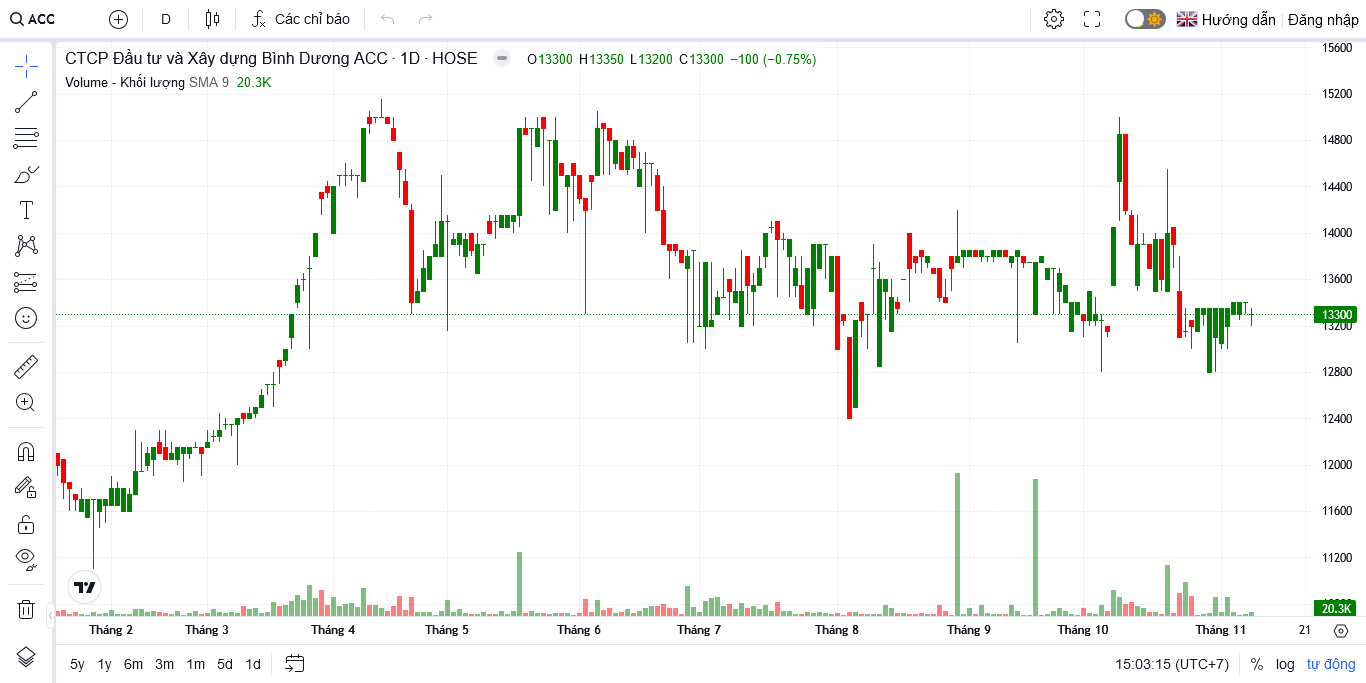 ACC D Các chỉ báo Hướng dẫn Đăng nhập
CTCP Đầu tư và Xây dựng Bình Dương ACC · 1D · HOSE O13300 H13350 L13200 C13300 −100 (−0.75%)
Volume - Khối lượng SMA 9 20.3K
15600
15200
14800
14400
14000
13600
13300
13200
12800
12400
12000
11600
11200
20.3K
Tháng 2 Tháng 3 Tháng 4 Tháng 5 Tháng 6 Tháng 7 Tháng 8 Tháng 9 Tháng 10 Tháng 11 21
5y 1y 6m 3m 1m 5d 1d 15:03:15 (UTC+7) % log tự động